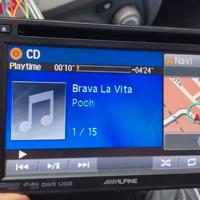 CD
Navi
Playtime 00'10" -04'24"
Brava La Vita
Pooh
1 / 15
ALPINE